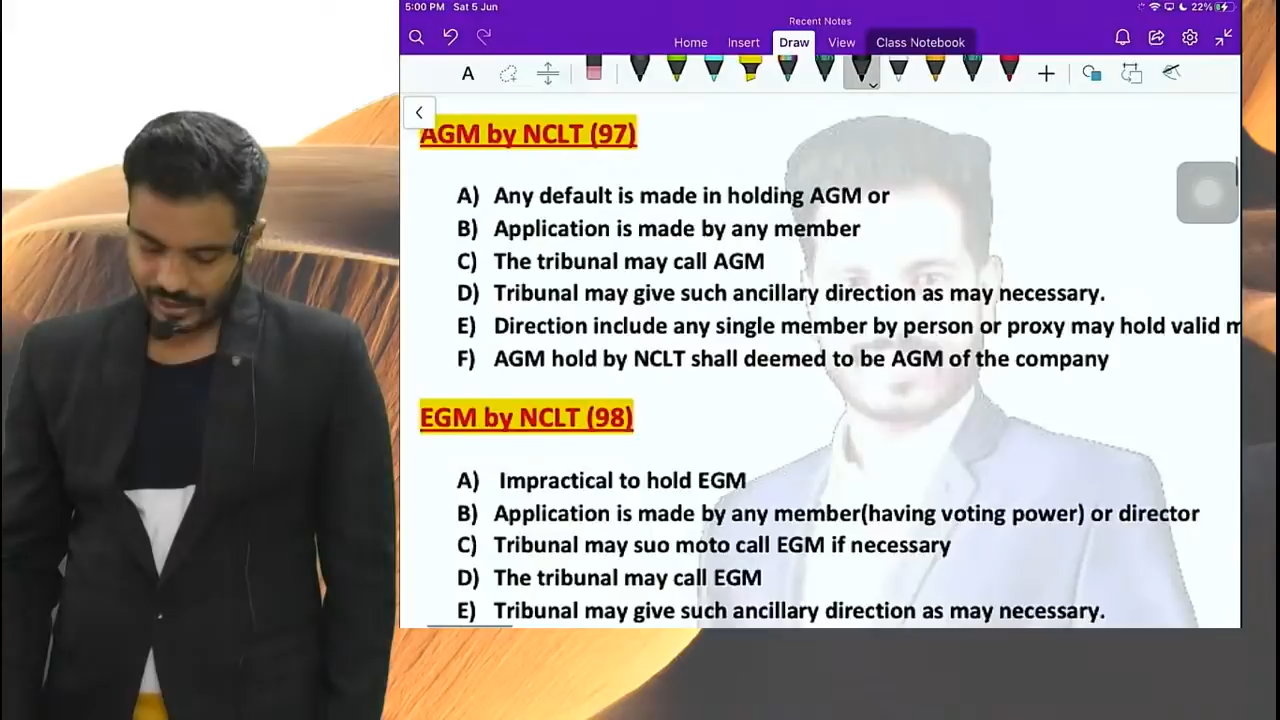 5:00 PM Sat 5 Jun
22%
Recent Notes
Home Insert Draw View Class Notebook
A
AGM by NCLT (97)
A) Any default is made in holding AGM or
B) Application is made by any member
C) The tribunal may call AGM
D) Tribunal may give such ancillary direction as may necessary.
E) Direction include any single member by person or proxy may hold valid
F) AGM hold by NCLT shall deemed to be AGM of the company
EGM by NCLT (98)
A) Impractical to hold EGM
B) Application is made by any member(having voting power) or director
C) Tribunal may suo moto call EGM if necessary
D) The tribunal may call EGM
E) Tribunal may give such ancillary direction as may necessary.